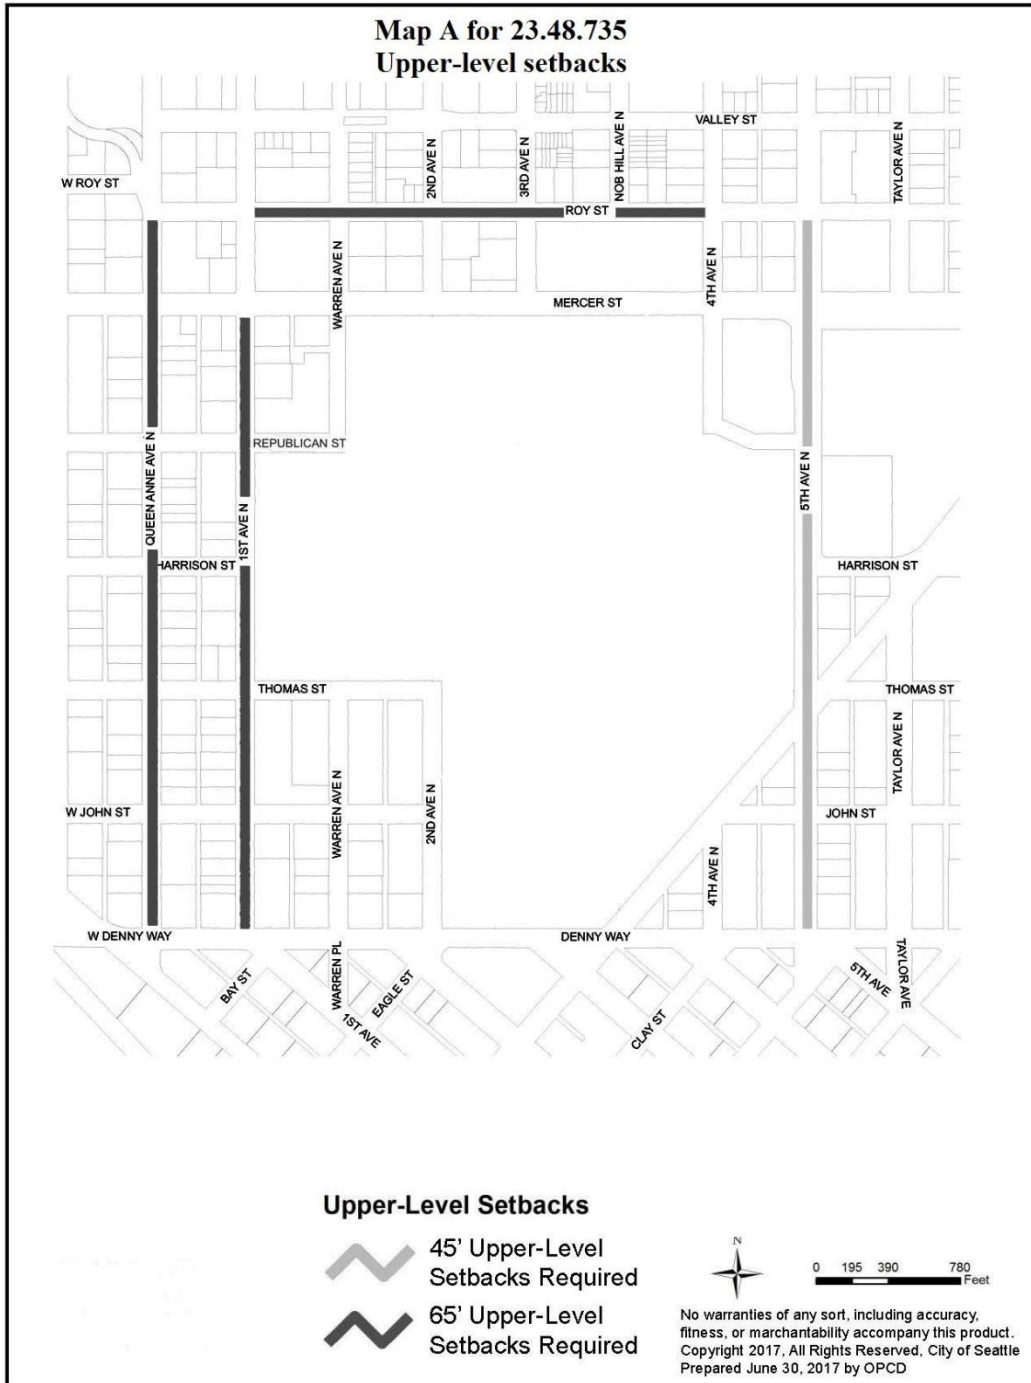 Map A for 23.48.735
Upper-level setbacks
VALLEY ST
W ROY ST
2ND AVE N
3RD AVE N
NOB HILL AVE N
TAYLOR AVE N
ROY ST
WARREN AVE N
4TH AVE N
MERCER ST
QUEEN ANNE AVE N
REPUBLICAN ST
1ST AVE N
5TH AVE N
HARRISON ST
HARRISON ST
THOMAS ST
THOMAS ST
TAYLOR AVE N
W JOHN ST
WARREN AVE N
2ND AVE N
JOHN ST
4TH AVE N
W DENNY WAY
DENNY WAY
BAY ST
WARREN PL
EAGLE ST
1ST AVE
CLAY ST
5TH AVE
TAYLOR AVE
Upper-Level Setbacks
45' Upper-Level
Setbacks Required
65' Upper-Level
Setbacks Required
N
0 195 390 780
Feet
No warranties of any sort, including accuracy,
fitness, or marchantability accompany this product.
Copyright 2017, All Rights Reserved, City of Seattle
Prepared June 30, 2017 by OPCD